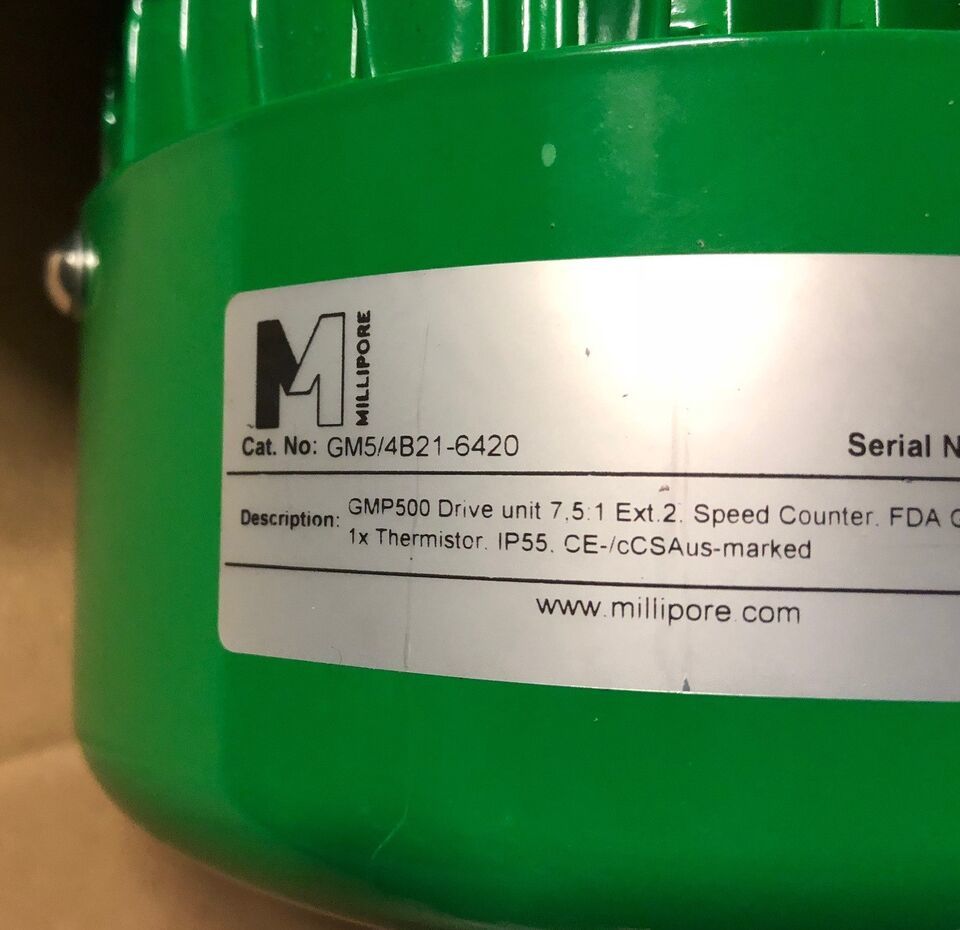 MILLIPORE
Cat. No: GM5/4B21-6420
Serial N
Description: GMP500 Drive unit 7,5:1 Ext.2. Speed Counter. FDA
1x Thermistor. IP55. CE-/cCSAus-marked
www.millipore.com